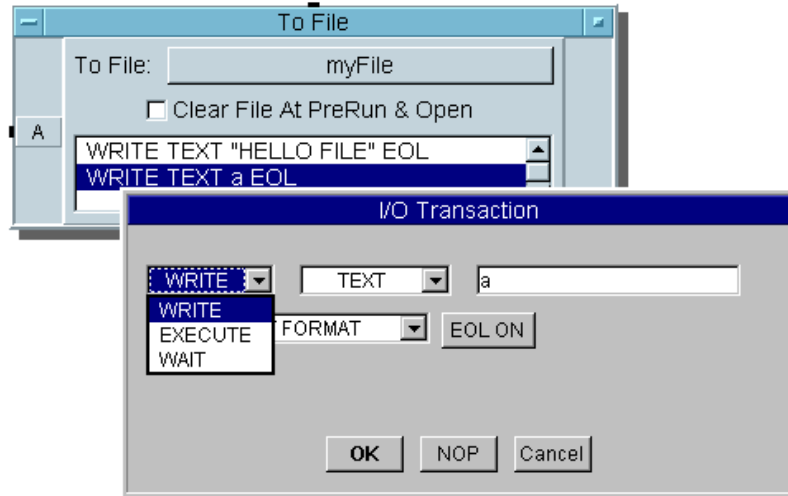 To File
To File: myFile
Clear File At PreRun & Open
A
WRITE TEXT "HELLO FILE" EOL
WRITE TEXT a EOL
I/O Transaction
WRITE TEXT a
WRITE
EXECUTE
WAIT
FORMAT EOL ON
OK NOP Cancel